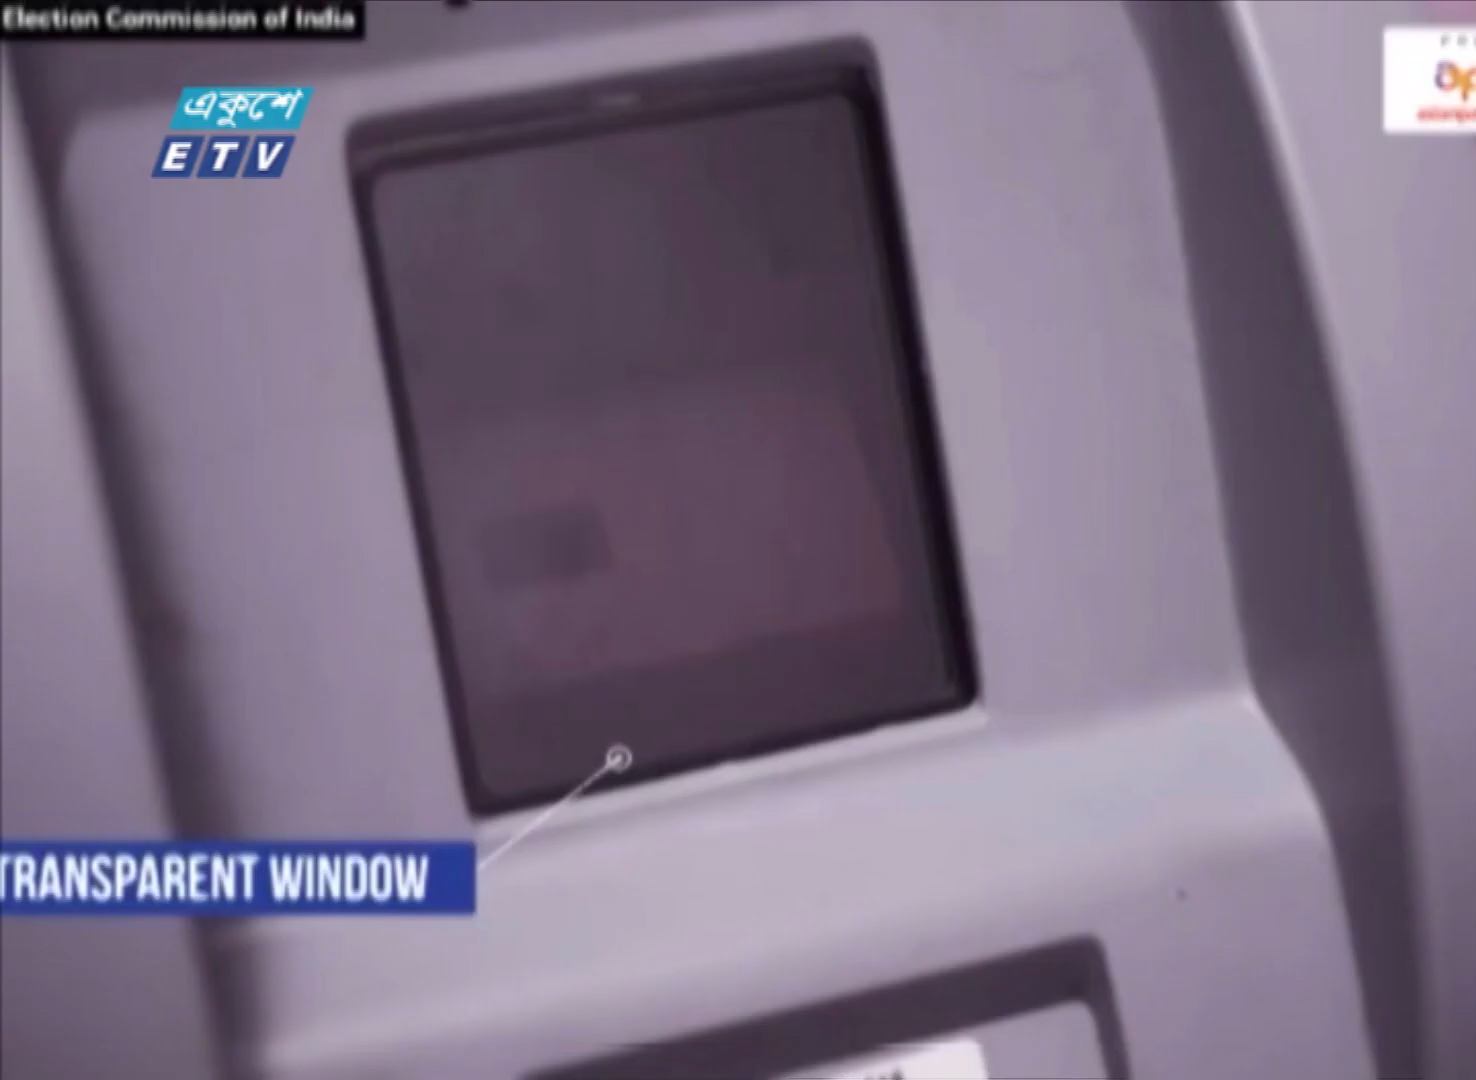 Election Commission of India
একুশে
ETV
TRANSPARENT WINDOW